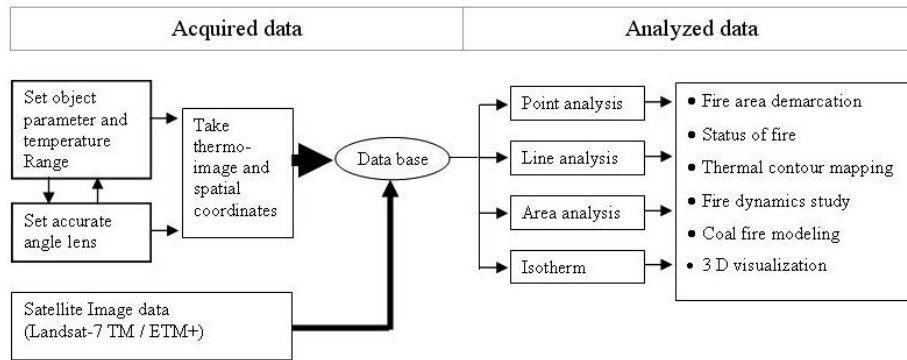 Acquired data
Analyzed data
Set object
parameter and
temperature
Range
Set accurate
angle lens
Take
thermo-
image and
spatial
coordinates
Satellite Image data
(Landsat-7 TM / ETM+)
Data base
Point analysis
Line analysis
Area analysis
Isotherm
• Fire area demarcation
• Status of fire
• Thermal contour mapping
• Fire dynamics study
• Coal fire modeling
• 3 D visualization